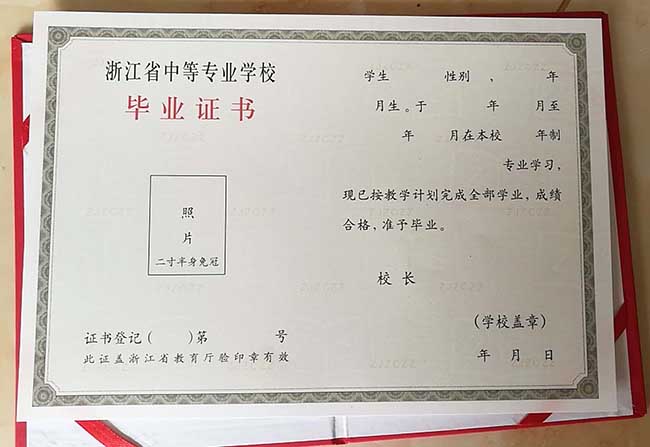 浙江省中等专业学校
毕业证书
照
片
二寸半身免冠
证书登记( )第 号
此证盖浙江省教育厅验印章有效
学生 性别 、 年
月生。于 年 月至
年 月在本校 年制
专业学习,
现已按教学计划完成全部学业,成绩
合格,准予毕业。
校长
(学校盖章)
年 月 日